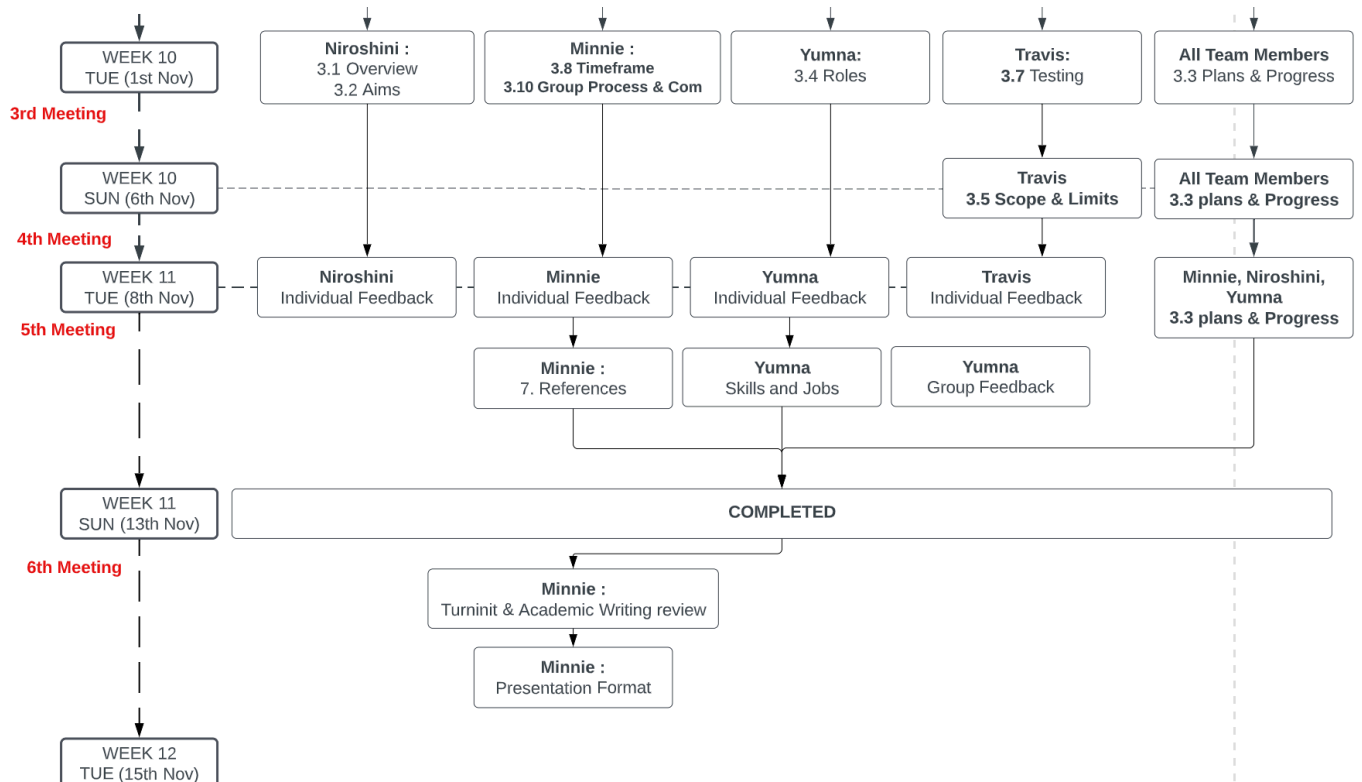 WEEK 10
TUE (1st Nov)
Niroshini :
3.1 Overview
3.2 Aims
Minnie :
3.8 Timeframe
3.10 Group Process & Com
Yumna:
3.4 Roles
Travis:
3.7 Testing
All Team Members
3.3 Plans & Progress
3rd Meeting
WEEK 10
SUN (6th Nov)
Travis
3.5 Scope & Limits
All Team Members
3.3 plans & Progress
4th Meeting
WEEK 11
TUE (8th Nov)
Niroshini
Individual Feedback
Minnie
Individual Feedback
Yumna
Individual Feedback
Travis
Individual Feedback
Minnie, Niroshini,
Yumna
3.3 plans & Progress
5th Meeting
Minnie :
7. References
Yumna
Skills and Jobs
Yumna
Group Feedback
WEEK 11
SUN (13th Nov)
COMPLETED
6th Meeting
Minnie :
Turninit & Academic Writing review
Minnie :
Presentation Format
WEEK 12
TUE (15th Nov)